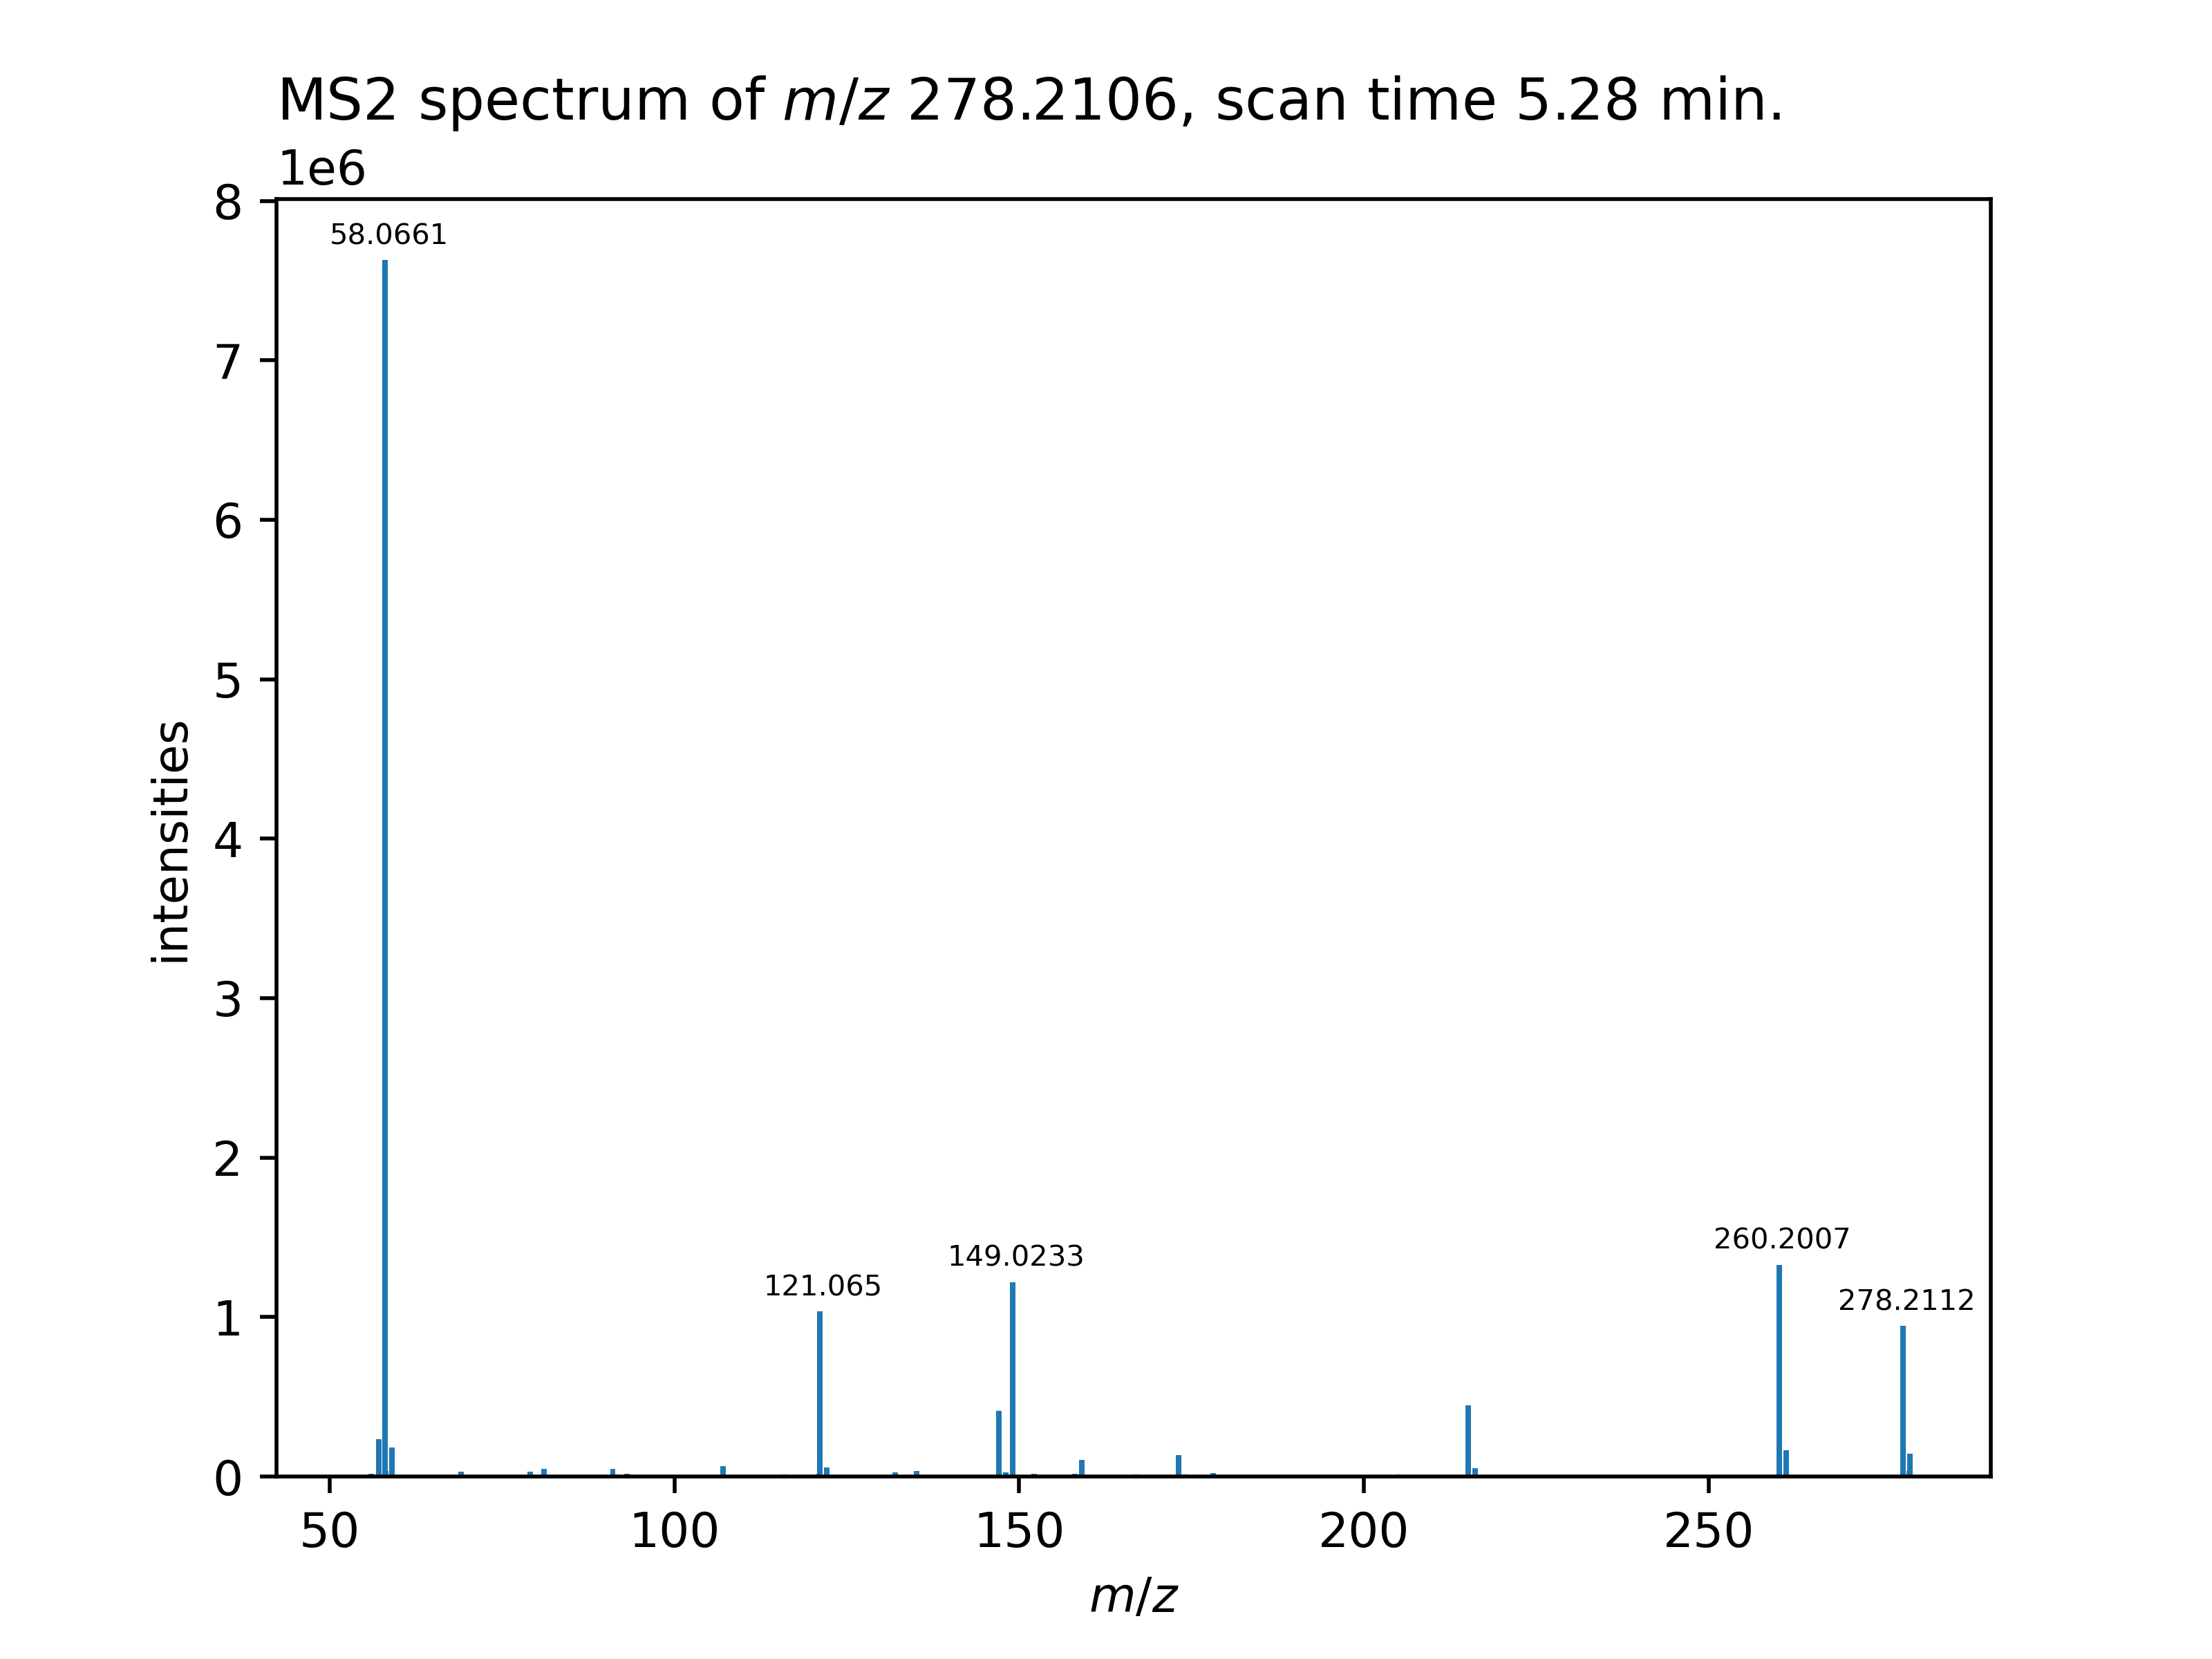 MS2 spectrum of m/z 278.2106, scan time 5.28 min.
1e6
8
7
6
5
4
3
2
1
0
intensities
58.0661
121.065
149.0233
260.2007
278.2112
50 100 150 200 250
m/z